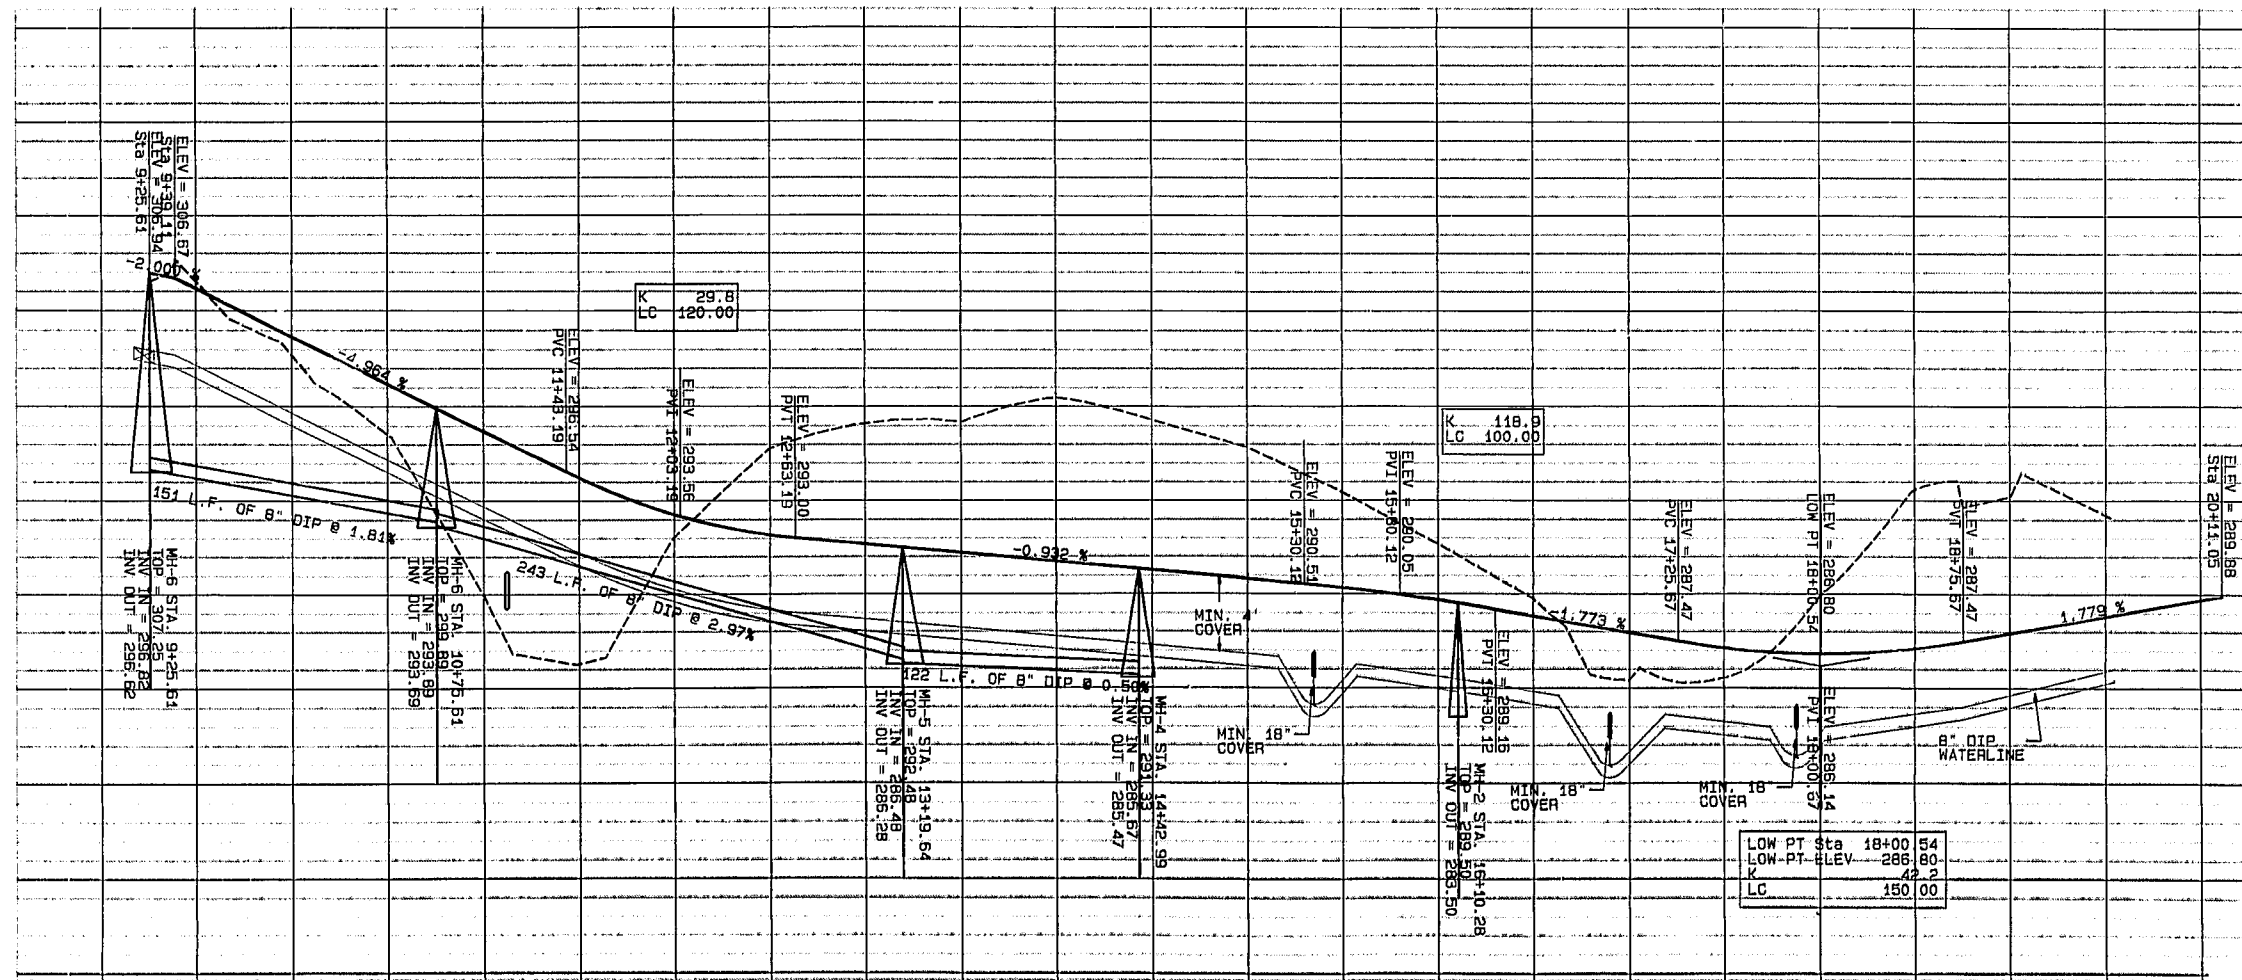 ELEV = 306.67
Sta 9+39.11
ELEV = 306.94
Sta 9+25.61
-2.000 %
K 29.8
LC 120.00
-4.964 %
ELEV = 296.54
PVC 11+43.19
ELEV = 293.56
PVI 12+03.19
ELEV = 293.00
PVT 12+63.19
K 118.9
LC 100.00
ELEV = 290.51
PVC 15+30.12
ELEV = 290.05
PVI 15+80.12
ELEV = 287.47
PVC 17+25.67
ELEV = 286.80
LOW PT 18+00.54
ELEV = 287.47
PVT 18+75.67
ELEV = 289.88
Sta 20+11.05
151 L.F. OF 8" DIP @ 1.81%
243 L.F. OF 8" DIP @ 2.97%
-0.932 %
MIN. 4'
COVER
-1.773 %
1.779 %
MH-6 STA. 9+25.61
TOP = 307.25
INV IN = 296.82
INV OUT = 296.62
MH-6 STA. 10+75.61
TOP = 299.89
INV IN = 293.89
INV OUT = 293.69
122 L.F. OF 8" DIP @ 0.50%
MH-5 STA. 13+19.64
TOP = 292.48
INV IN = 286.48
INV OUT = 286.28
MH-4 STA. 14+42.99
TOP = 291.33
INV IN = 285.67
INV OUT = 285.47
MIN. 18"
COVER
ELEV = 289.16
PVT 16+30.12
MH-2 STA. 16+10.28
TOP = 289.50
INV OUT = 283.50
MIN. 18"
COVER
MIN. 18"
COVER
ELEV = 286.14
PVI 18+00.67
8" DIP
WATERLINE
LOW PT Sta 18+00.54
LOW PT ELEV 286.80
K 42.2
LC 150.00